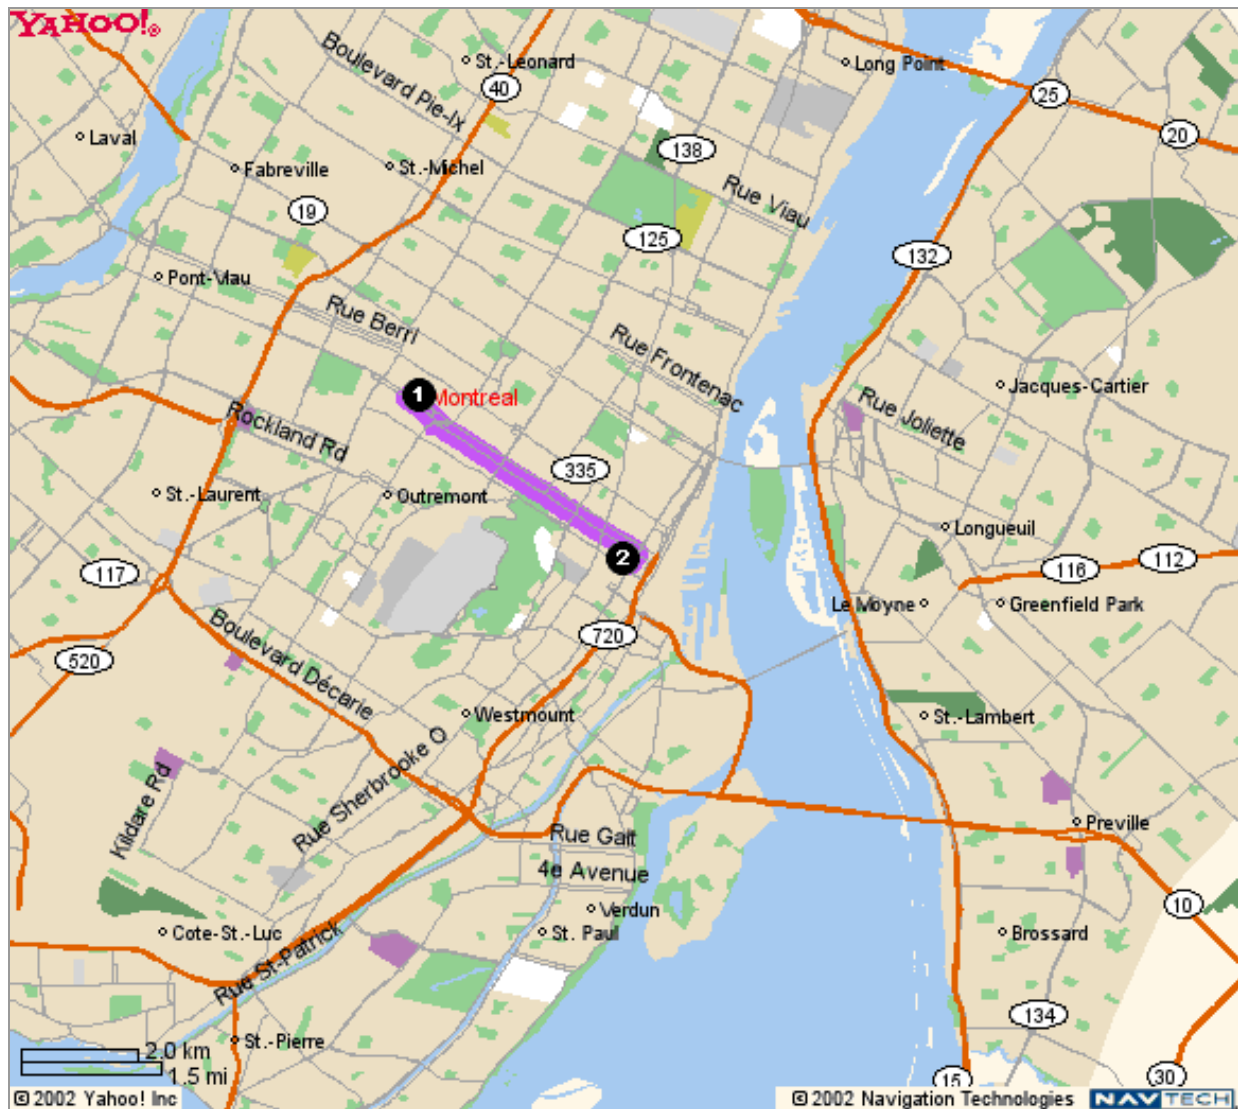 YAHOO!®
Boulevard Pie-IX
St.-Leonard
Long Point
40
25
20
Laval
138
Fabreville
St.-Michel
Rue Viau
19
125
132
Pont-Viau
Rue Berri
Rue Frontenac
1
Montreal
Jacques-Cartier
Rue Joliette
Rockland Rd
335
St.-Laurent
Outremont
Longueuil
2
117
116
112
Le Moyne
Greenfield Park
Boulevard Décarie
720
520
Westmount
St.-Lambert
Rue Sherbrooke O
Kildare Rd
Rue Galt
Preville
4e Avenue
10
Verdun
Cote-St.-Luc
St. Paul
Brossard
Rue St-Patrick
134
St.-Pierre
2.0 km
1.5 mi
15
30
© 2002 Yahoo! Inc
© 2002 Navigation Technologies
NAVTECH